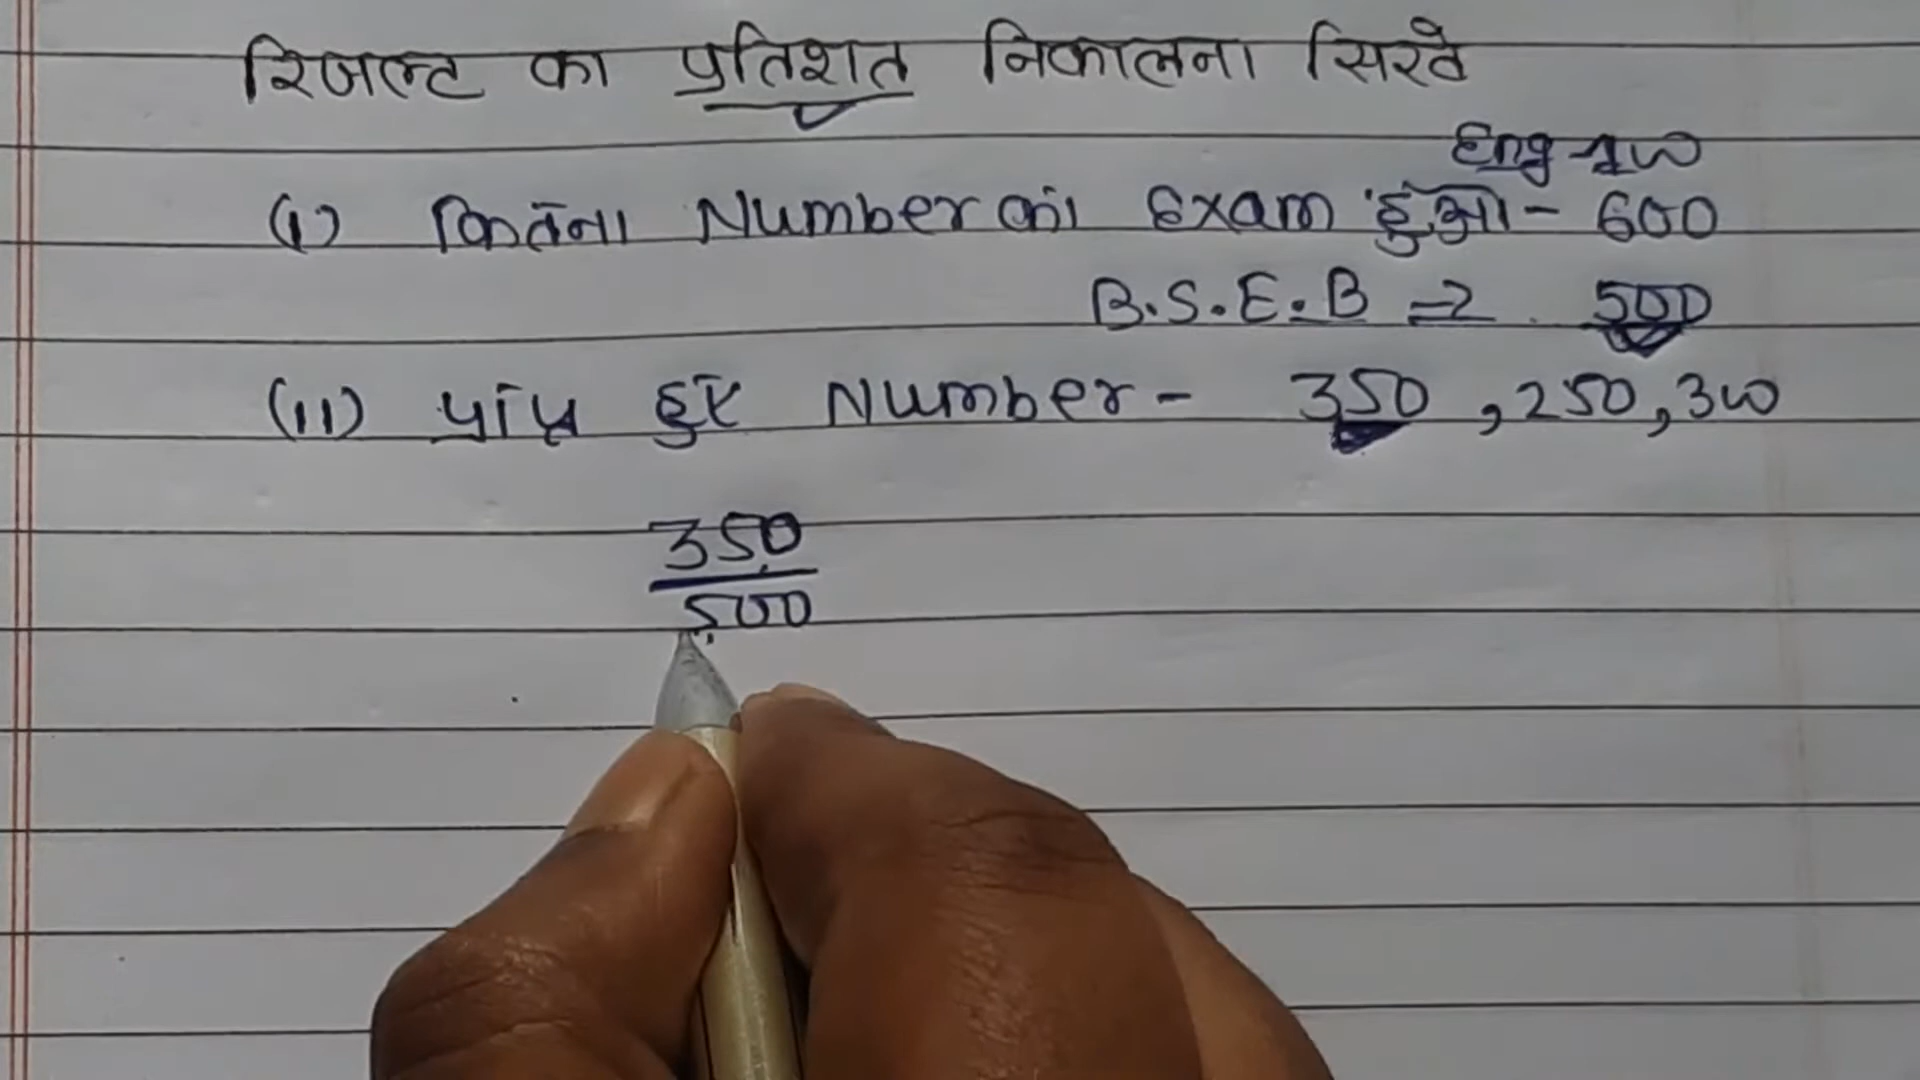 रिजल्ट का प्रतिशत निकालना सिखे
Eng - 100
(i) कितना Number का Exam हुआ - 600
B.S.E.B ⇒ 500
(ii) प्राप्त हुए Number - 350 , 250 , 300
350
500